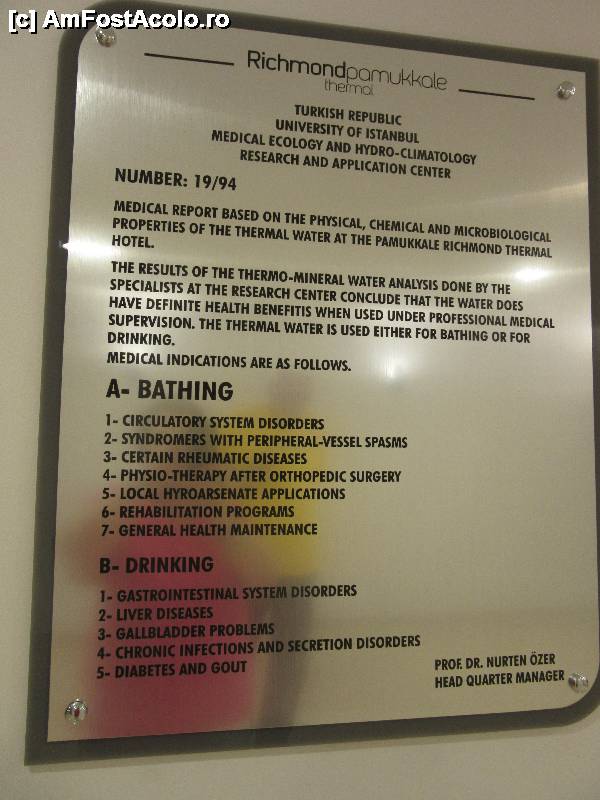 [c] AmFostAcolo.ro
Richmondpamukkale
thermal
TURKISH REPUBLIC
UNIVERSITY OF ISTANBUL
MEDICAL ECOLOGY AND HYDRO-CLIMATOLOGY
RESEARCH AND APPLICATION CENTER
NUMBER: 19/94
MEDICAL REPORT BASED ON THE PHYSICAL, CHEMICAL AND MICROBIOLOGICAL
PROPERTIES OF THE THERMAL WATER AT THE PAMUKKALE RICHMOND THERMAL
HOTEL.
THE RESULTS OF THE THERMO-MINERAL WATER ANALYSIS DONE BY THE
SPECIALISTS AT THE RESEARCH CENTER CONCLUDE THAT THE WATER DOES
HAVE DEFINITE HEALTH BENEFITIS WHEN USED UNDER PROFESSIONAL MEDICAL
SUPERVISION. THE THERMAL WATER IS USED EITHER FOR BATHING OR FOR
DRINKING.
MEDICAL INDICATIONS ARE AS FOLLOWS.
A- BATHING
1- CIRCULATORY SYSTEM DISORDERS
2- SYNDROMERS WITH PERIPHERAL-VESSEL SPASMS
3- CERTAIN RHEUMATIC DISEASES
4- PHYSIO-THERAPY AFTER ORTHOPEDIC SURGERY
5- LOCAL HYROARSENATE APPLICATIONS
6- REHABILITATION PROGRAMS
7- GENERAL HEALTH MAINTENANCE
B- DRINKING
1- GASTROINTESTINAL SYSTEM DISORDERS
2- LIVER DISEASES
3- GALLBLADDER PROBLEMS
4- CHRONIC INFECTIONS AND SECRETION DISORDERS
5- DIABETES AND GOUT
PROF. DR. NURTEN ÖZER
HEAD QUARTER MANAGER